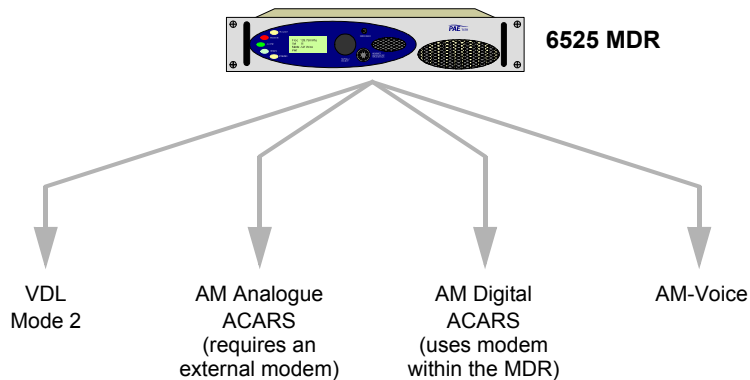 PAE
6525 MDR
VDL
Mode 2
AM Analogue
ACARS
(requires an
external modem)
AM Digital
ACARS
(uses modem
within the MDR)
AM-Voice